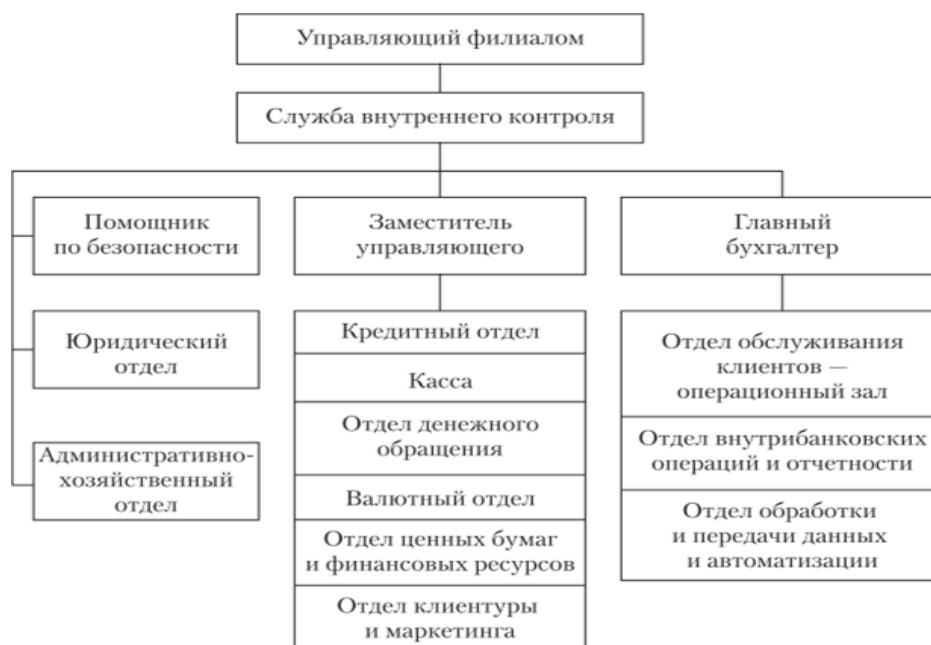 Управляющий филиалом
Служба внутреннего контроля
Помощник
по безопасности
Юридический
отдел
Административно-
хозяйственный
отдел
Заместитель
управляющего
Кредитный отдел
Касса
Отдел денежного
обращения
Валютный отдел
Отдел ценных бумаг
и финансовых ресурсов
Отдел клиентуры
и маркетинга
Главный
бухгалтер
Отдел обслуживания
клиентов —
операционный зал
Отдел внутрибанковских
операций и отчетности
Отдел обработки
и передачи данных
и автоматизации